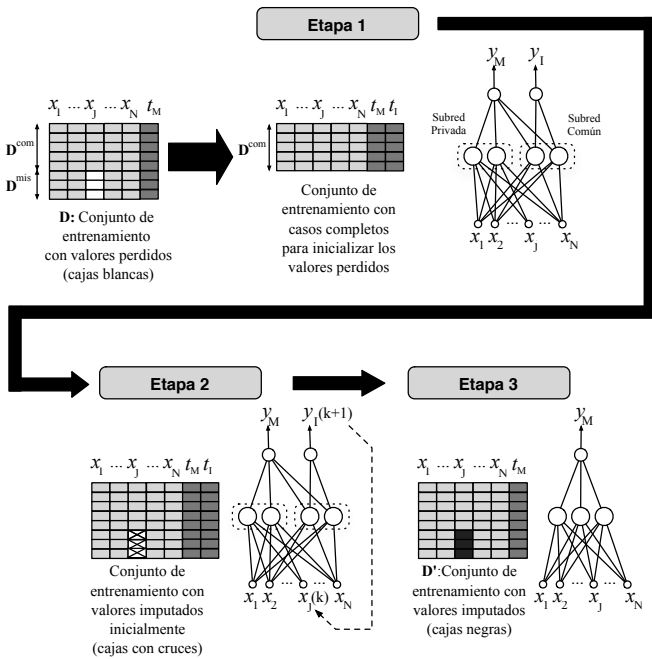 Etapa 1
x1 ... xJ ... xN tM
Dcom
Dmis
D: Conjunto de
entrenamiento
con valores perdidos
(cajas blancas)
x1 ... xJ ... xN tM tI
Dcom
Conjunto de
entrenamiento con
casos completos
para inicializar los
valores perdidos
yM yI
Subred
Privada
Subred
Común
x1 x2 ... xJ ... xN
Etapa 2
x1 ... xJ ... xN tM tI
Conjunto de
entrenamiento con
valores imputados
inicialmente
(cajas con cruces)
yM yI(k+1)
x1 x2 ... xJ(k) ... xN
Etapa 3
x1 ... xJ ... xN tM
D':Conjunto de
entrenamiento con
valores imputados
(cajas negras)
yM
x1 x2 ... xJ ... xN